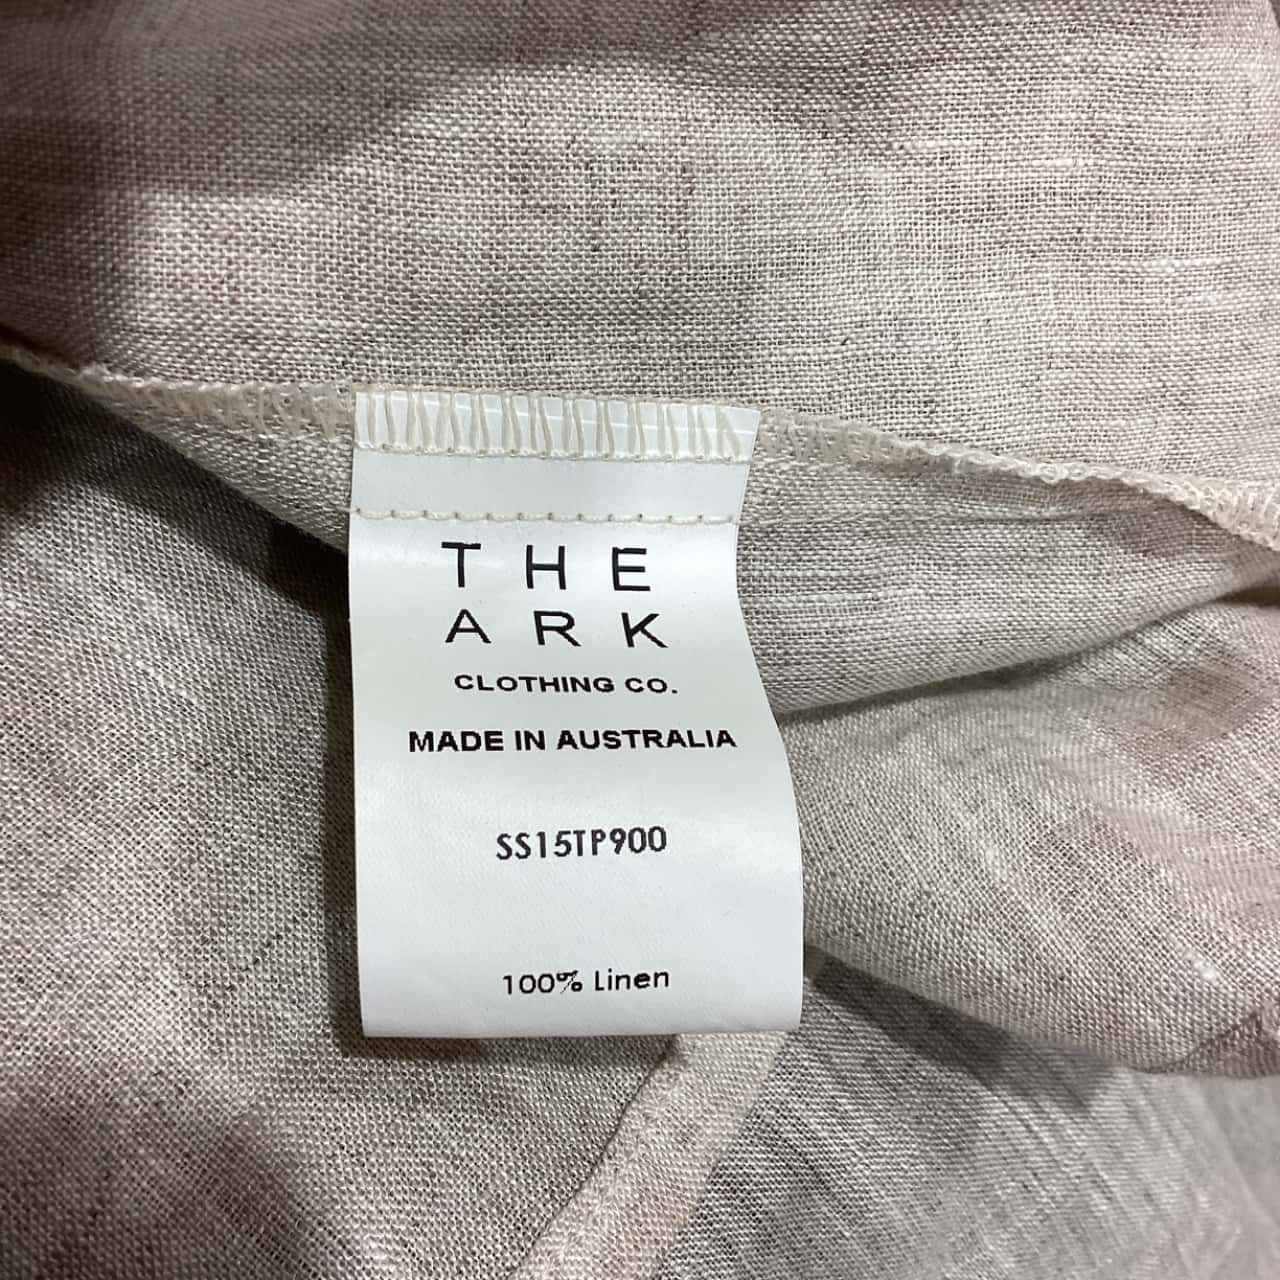 THE
ARK
CLOTHING CO.
MADE IN AUSTRALIA
SS15TP900
100% Linen